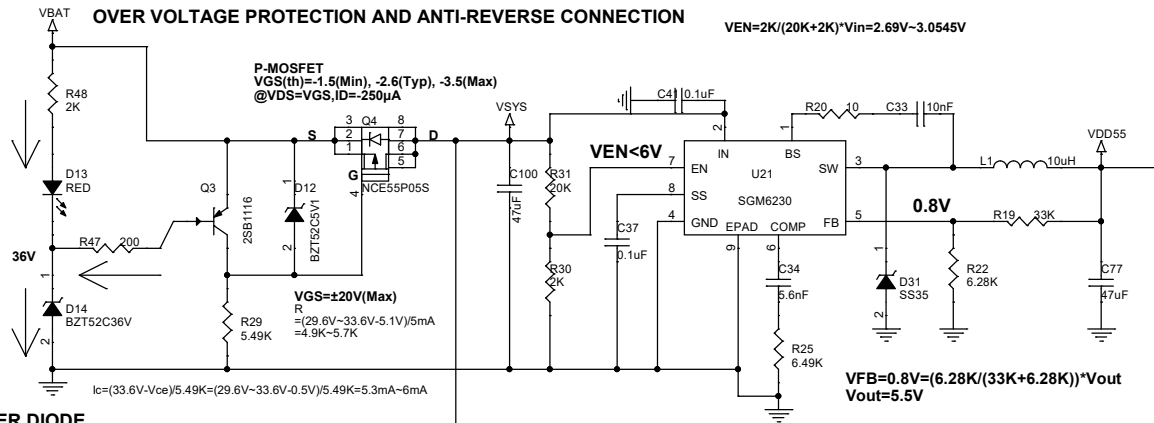 OVER VOLTAGE PROTECTION AND ANTI-REVERSE CONNECTION
VEN=2K/(20K+2K)*Vin=2.69V~3.0545V
VBAT
P-MOSFET
VGS(th)=-1.5(Min), -2.6(Typ), -3.5(Max)
@VDS=VGS,ID=-250μA
R48
2K
D13
RED
R47 200
36V
1
D14
BZT52C36V
2
Q3
2SB1116
R29
5.49K
1
D12
BZT52C5V1
2
S
3
2
1
Q4
8
7
6
5
D
G
4
NCE55P05S
VGS=±20V(Max)
R
=(29.6V~33.6V-5.1V)/5mA
=4.9K~5.7K
Ic=(33.6V-Vce)/5.49K=(29.6V~33.6V-0.5V)/5.49K=5.3mA~6mA
VSYS
C100
47uF
R31
20K
R30
2K
C41 0.1uF
VEN<6V
C37
0.1uF
2
IN
1
BS
7 EN
8 SS
4 GND
U21
SGM6230
SW 3
FB 5
EPAD
9
COMP
6
C34
5.6nF
R25
6.49K
R20 10
C33 10nF
L1 10uH
VDD55
0.8V
R19 33K
1
D31
SS35
2
R22
6.28K
C77
47uF
VFB=0.8V=(6.28K/(33K+6.28K))*Vout
Vout=5.5V
ER DIODE